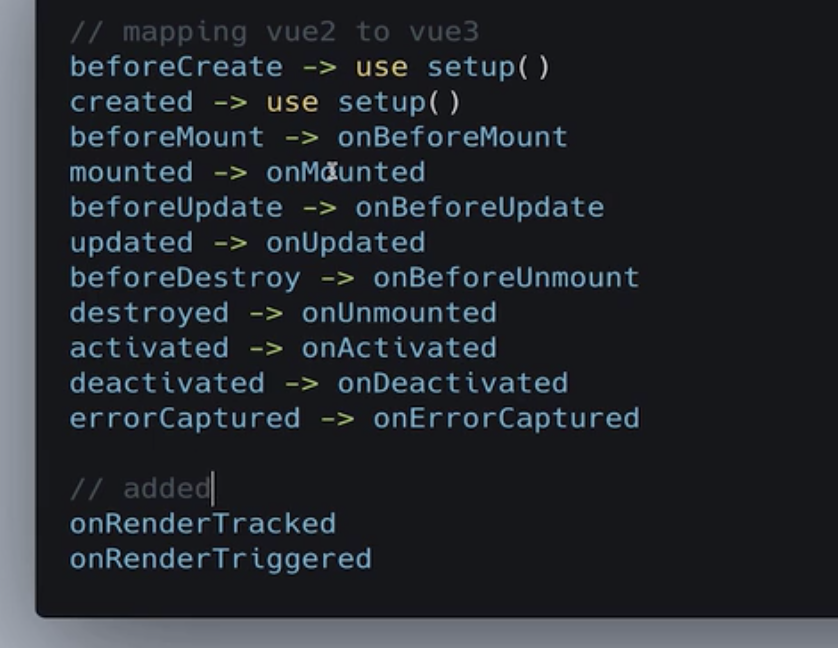 // mapping vue2 to vue3
beforeCreate -> use setup()
created -> use setup()
beforeMount -> onBeforeMount
mounted -> onMounted
beforeUpdate -> onBeforeUpdate
updated -> onUpdated
beforeDestroy -> onBeforeUnmount
destroyed -> onUnmounted
activated -> onActivated
deactivated -> onDeactivated
errorCaptured -> onErrorCaptured
// added
onRenderTracked
onRenderTriggered